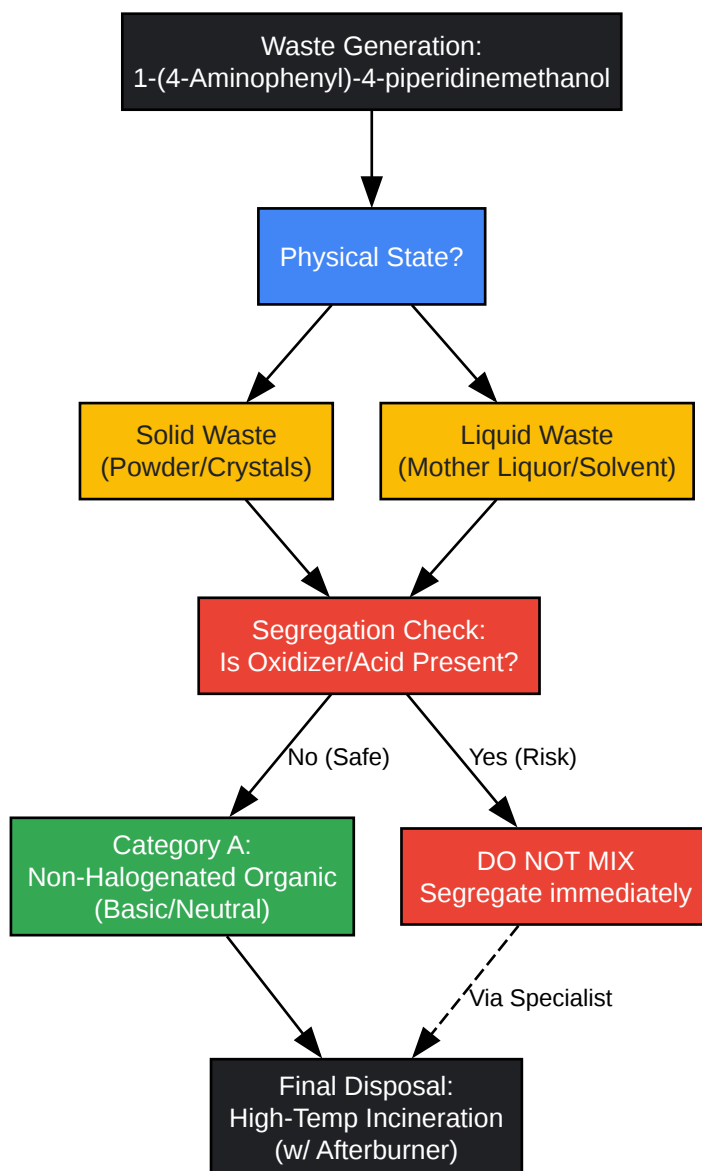 Waste Generation:
1-(4-Aminophenyl)-4-piperidinemethanol
Physical State?
Solid Waste
(Powder/Crystals)
Liquid Waste
(Mother Liquor/Solvent)
Segregation Check:
Is Oxidizer/Acid Present?
No (Safe)
Yes (Risk)
Category A:
Non-Halogenated Organic
(Basic/Neutral)
DO NOT MIX
Segregate immediately
Via Specialist
Final Disposal:
High-Temp Incineration
(w/ Afterburner)